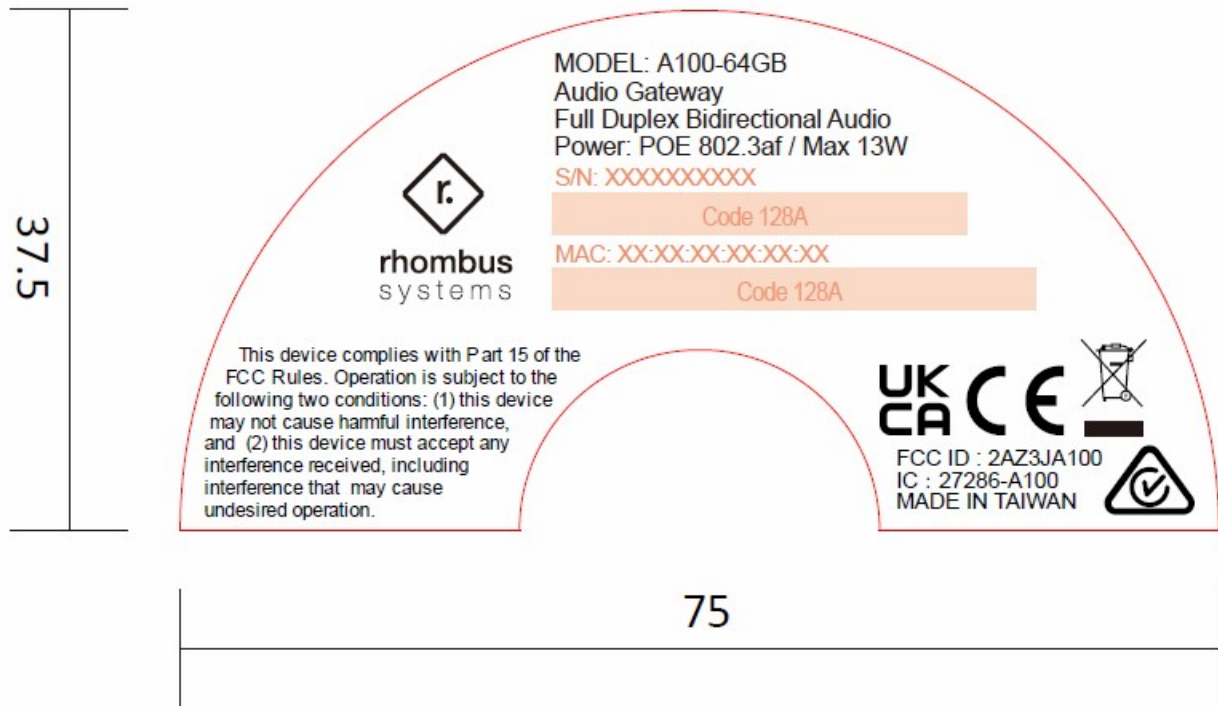 MODEL: A100-64GB
Audio Gateway
Full Duplex Bidirectional Audio
Power: POE 802.3af / Max 13W
S/N: XXXXXXXXXX
Code 128A
MAC: XX:XX:XX:XX:XX:XX
Code 128A
r.
rhombus
systems
37.5
This device complies with Part 15 of the
FCC Rules. Operation is subject to the
following two conditions: (1) this device
may not cause harmful interference,
and (2) this device must accept any
interference received, including
interference that may cause
undesired operation.
UK
CA
CE
FCC ID : 2AZ3JA100
IC : 27286-A100
MADE IN TAIWAN
75